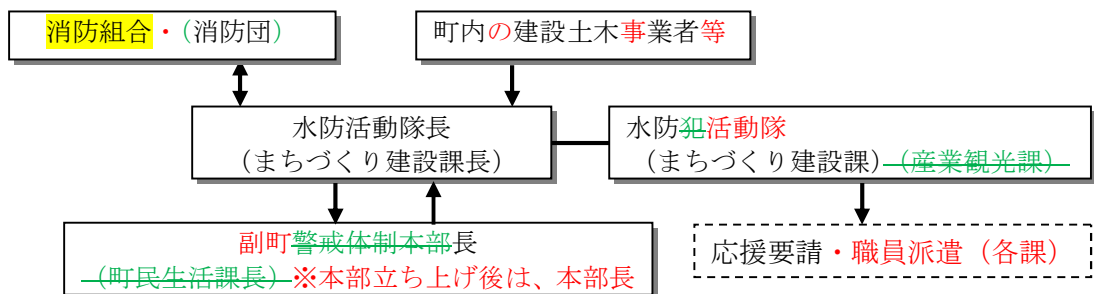 消防組合・（消防団）
町内の建設土木事業者等
水防活動隊長
（まちづくり建設課長）
水防犯活動隊
（まちづくり建設課）（産業観光課）
副町警戒体制本部長
（町民生活課長）※本部立ち上げ後は、本部長
応援要請・職員派遣（各課）